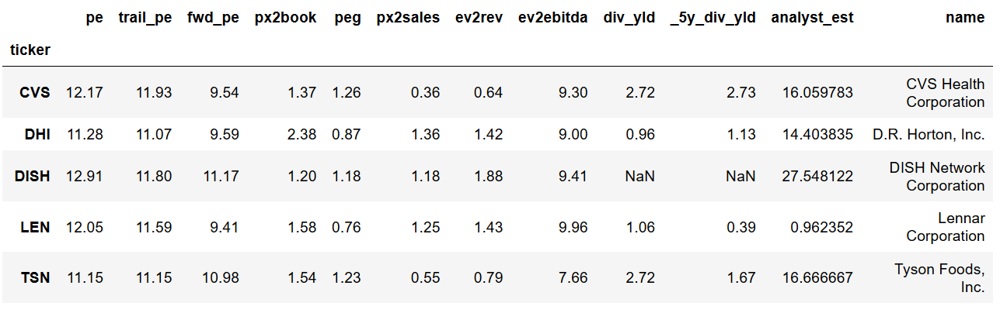 pe trail_pe fwd_pe px2book peg px2sales ev2rev ev2ebitda div_yld _5y_div_yld analyst_est name
ticker
CVS 12.17 11.93 9.54 1.37 1.26 0.36 0.64 9.30 2.72 2.73 16.059783 CVS Health
Corporation
DHI 11.28 11.07 9.59 2.38 0.87 1.36 1.42 9.00 0.96 1.13 14.403835 D.R. Horton, Inc.
DISH 12.91 11.80 11.17 1.20 1.18 1.18 1.88 9.41 NaN NaN 27.548122 DISH Network
Corporation
LEN 12.05 11.59 9.41 1.58 0.76 1.25 1.43 9.96 1.06 0.39 0.962352 Lennar
Corporation
TSN 11.15 11.15 10.98 1.54 1.23 0.55 0.79 7.66 2.72 1.67 16.666667 Tyson Foods,
Inc.